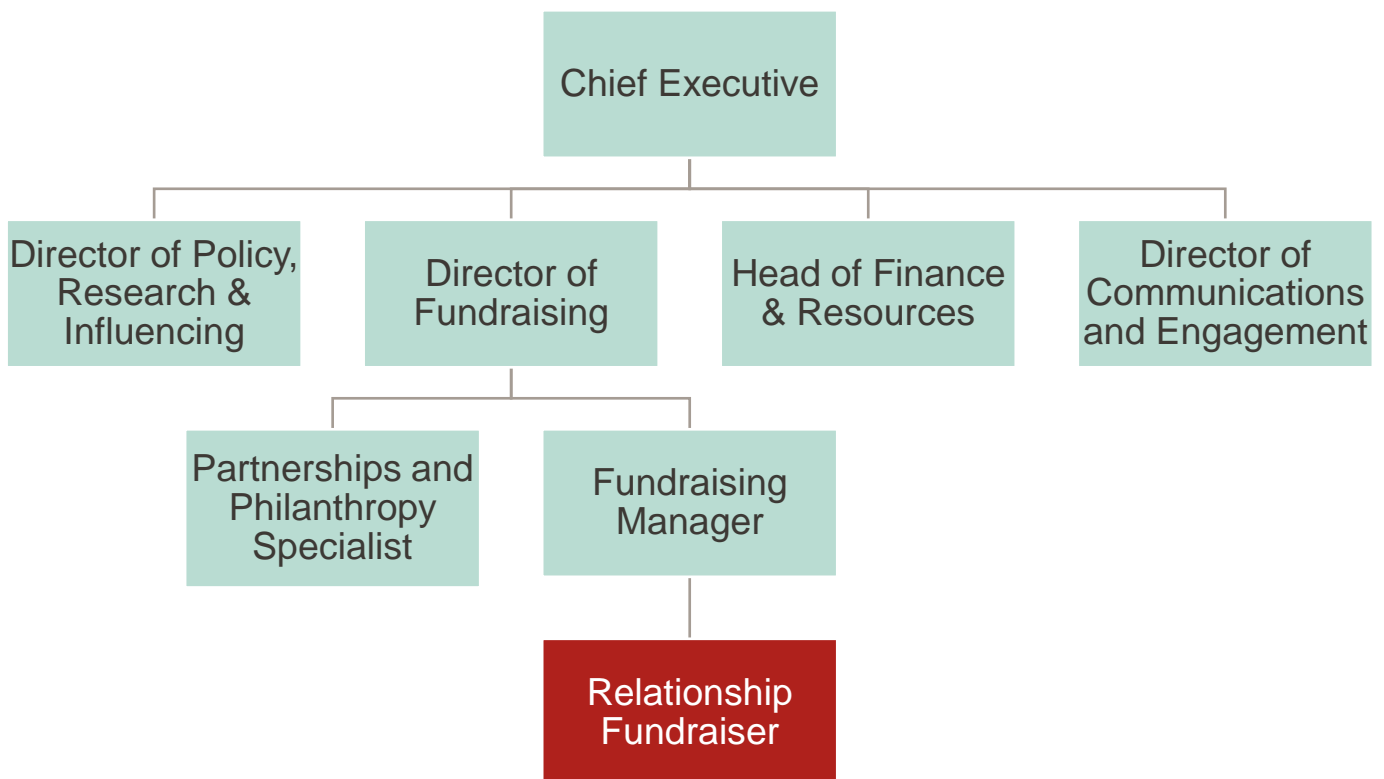 Chief Executive
Director of Policy,
Research &
Influencing
Director of
Fundraising
Head of Finance
& Resources
Director of
Communications
and Engagement
Partnerships and
Philanthropy
Specialist
Fundraising
Manager
Relationship
Fundraiser